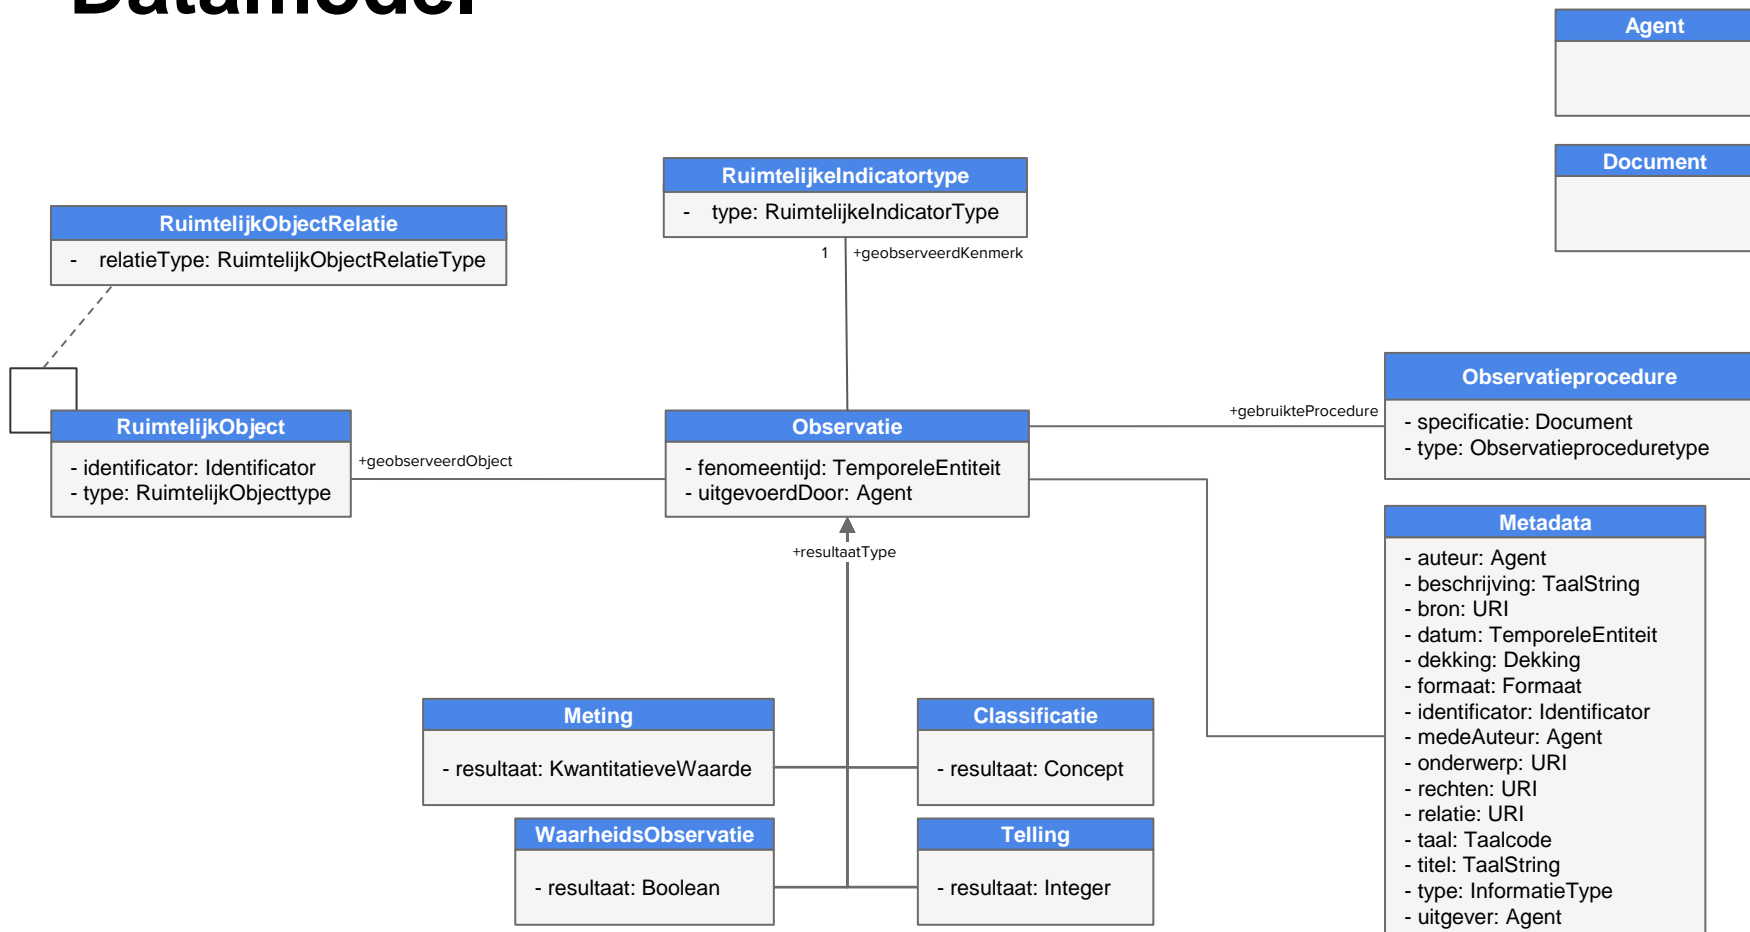 Datamodel
Agent
Document
RuimtelijkeIndicatortype
- type: RuimtelijkeIndicatorType
1 +geobserveerdKenmerk
RuimtelijkObjectRelatie
- relatieType: RuimtelijkObjectRelatieType
RuimtelijkObject
- identificator: Identificator
- type: RuimtelijkObjecttype
+geobserveerdObject
Observatie
- fenomeentijd: TemporeleEntiteit
- uitgevoerdDoor: Agent
+gebruikteProcedure
Observatieprocedure
- specificatie: Document
- type: Observatieproceduretype
+resultaatType
Meting
- resultaat: KwantitatieveWaarde
Classificatie
- resultaat: Concept
WaarheidsObservatie
- resultaat: Boolean
Telling
- resultaat: Integer
Metadata
- auteur: Agent
- beschrijving: TaalString
- bron: URI
- datum: TemporeleEntiteit
- dekking: Dekking
- formaat: Formaat
- identificator: Identificator
- medeAuteur: Agent
- onderwerp: URI
- rechten: URI
- relatie: URI
- taal: Taalcode
- titel: TaalString
- type: InformatieType
- uitgever: Agent